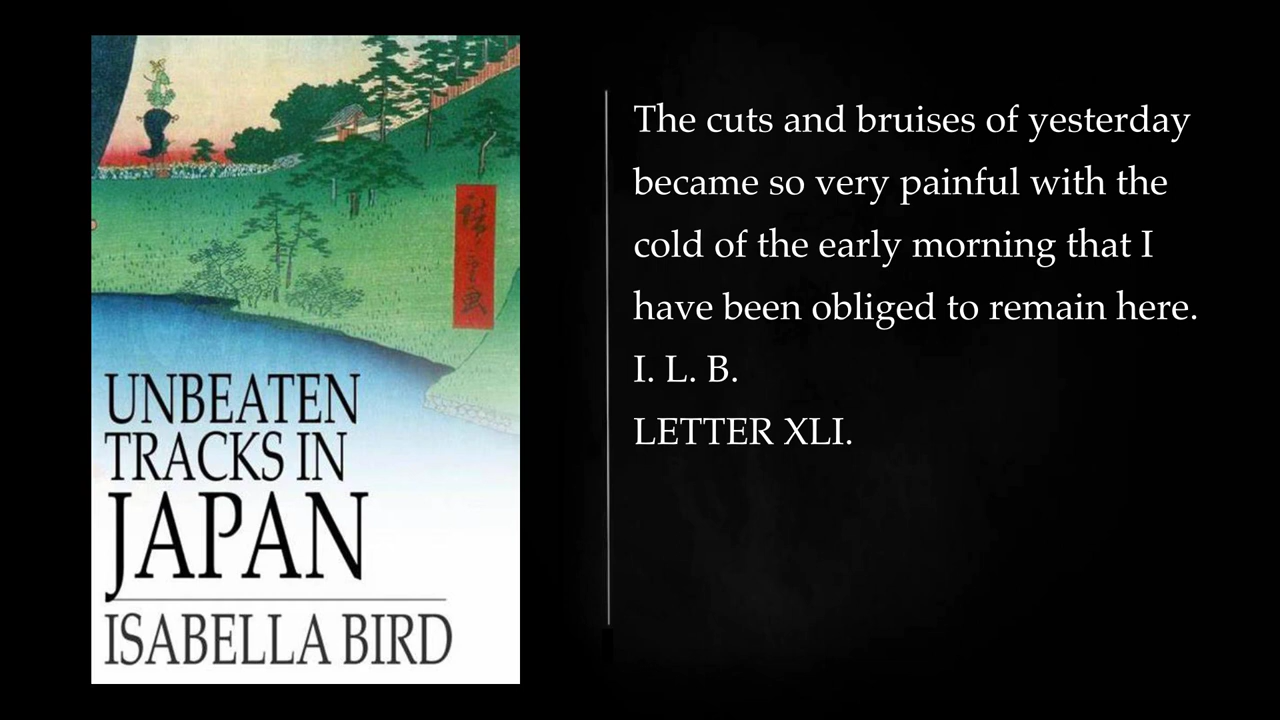 UNBEATEN
TRACKS IN
JAPAN
ISABELLA BIRD
The cuts and bruises of yesterday
became so very painful with the
cold of the early morning that I
have been obliged to remain here.
I. L. B.
LETTER XLI.